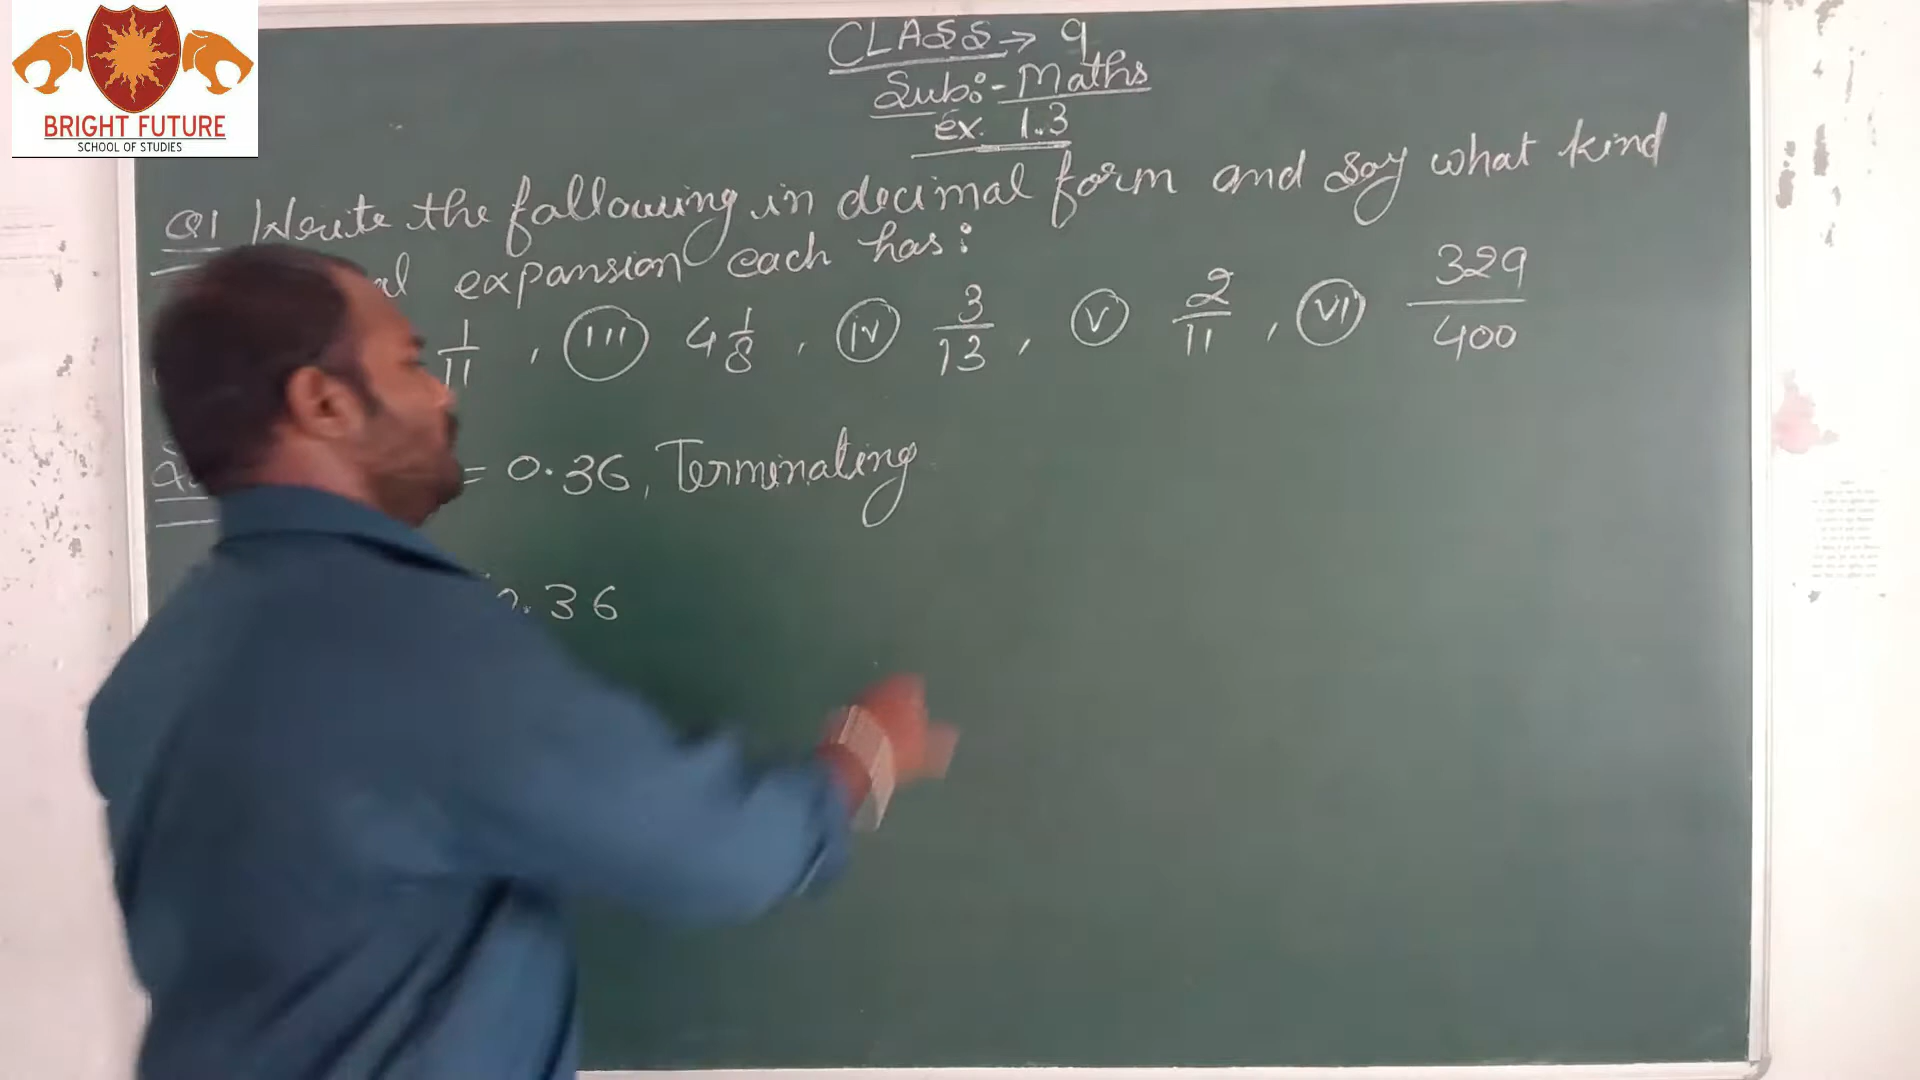 BRIGHT FUTURE
SCHOOL OF STUDIES
CLASS → 9
Sub:- Maths
ex. 1.3
Q1 Write the following in decimal form and say what kind
al expansion each has:
1/11 , (iii) 4 1/8 , (iv) 3/13 , (v) 2/11 , (vi) 329/400
= 0.36, Terminating
0.36